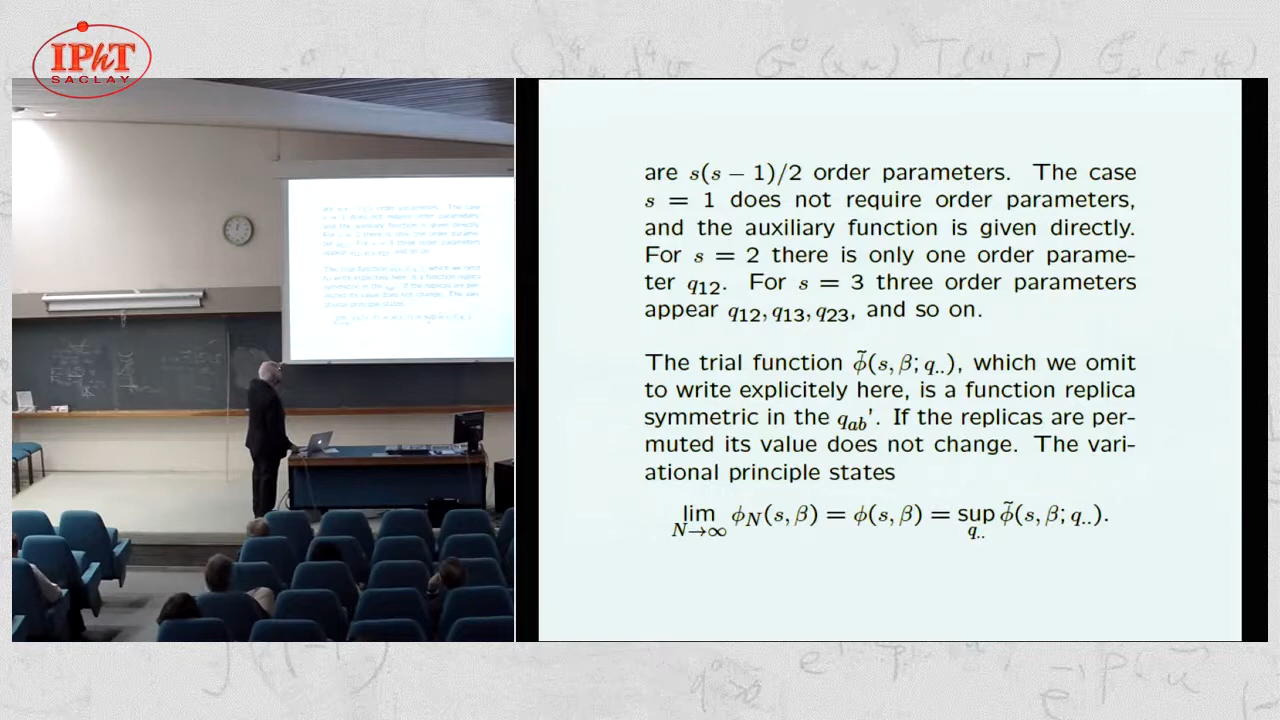 IPhT
SACLAY
are s(s − 1)/2 order parameters. The case
s = 1 does not require order parameters,
and the auxiliary function is given directly.
For s = 2 there is only one order parame-
ter q₁₂. For s = 3 three order parameters
appear q₁₂, q₁₃, q₂₃, and so on.
The trial function φ̃(s, β; q..), which we omit
to write explicitely here, is a function replica
symmetric in the qₐb'. If the replicas are per-
muted its value does not change. The vari-
ational principle states
lim N→∞ φN(s, β) = φ(s, β) = sup q.. φ̃(s, β; q..).